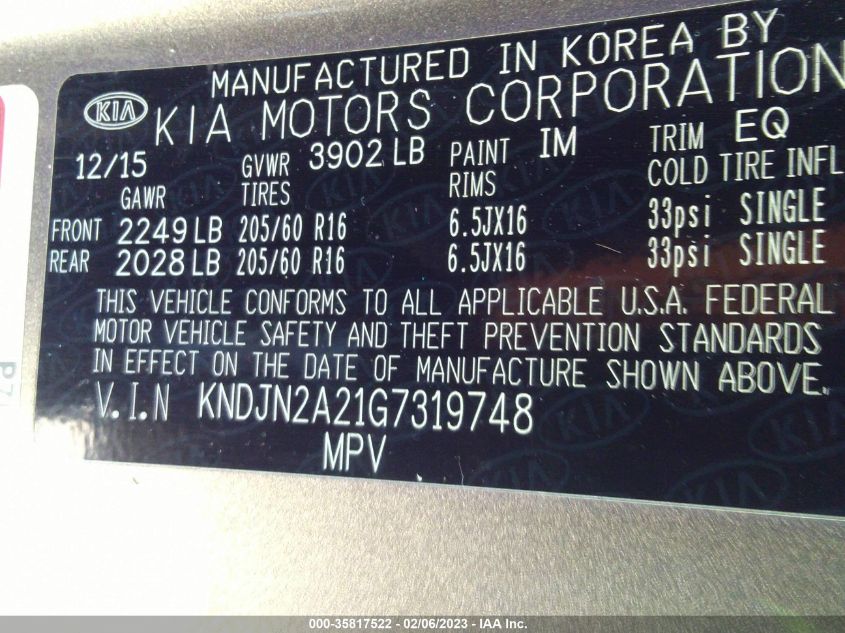 MANUFACTURED IN KOREA BY
KIA KIA MOTORS CORPORATION
12/15 GVWR 3902 LB PAINT IM TRIM EQ
GAWR TIRES RIMS COLD TIRE INFL
FRONT 2249 LB 205/60 R16 6.5JX16 33psi SINGLE
REAR 2028 LB 205/60 R16 6.5JX16 33psi SINGLE
THIS VEHICLE CONFORMS TO ALL APPLICABLE U.S.A. FEDERAL
MOTOR VEHICLE SAFETY AND THEFT PREVENTION STANDARDS
IN EFFECT ON THE DATE OF MANUFACTURE SHOWN ABOVE.
V.I.N KNDJN2A21G7319748
MPV
000-35817522 - 02/06/2023 - IAA Inc.